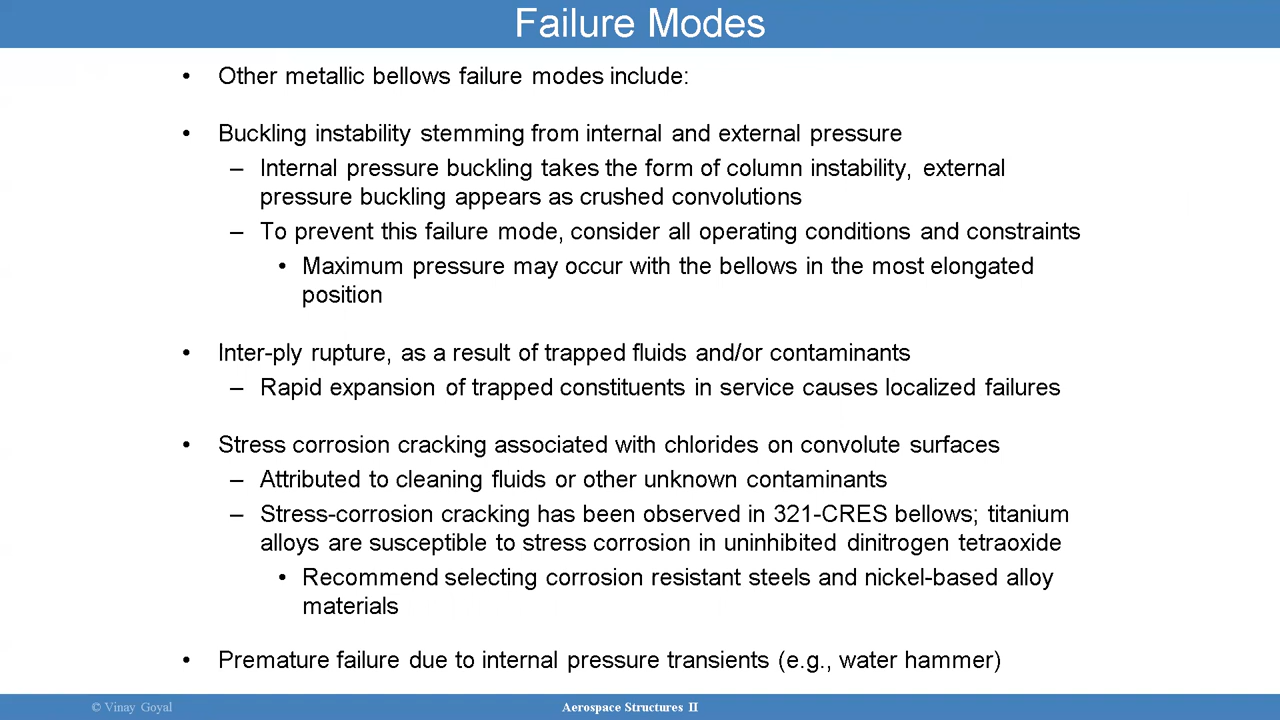 Failure Modes
• Other metallic bellows failure modes include:
• Buckling instability stemming from internal and external pressure
– Internal pressure buckling takes the form of column instability, external
pressure buckling appears as crushed convolutions
– To prevent this failure mode, consider all operating conditions and constraints
• Maximum pressure may occur with the bellows in the most elongated
position
• Inter-ply rupture, as a result of trapped fluids and/or contaminants
– Rapid expansion of trapped constituents in service causes localized failures
• Stress corrosion cracking associated with chlorides on convolute surfaces
– Attributed to cleaning fluids or other unknown contaminants
– Stress-corrosion cracking has been observed in 321-CRES bellows; titanium
alloys are susceptible to stress corrosion in uninhibited dinitrogen tetraoxide
• Recommend selecting corrosion resistant steels and nickel-based alloy
materials
• Premature failure due to internal pressure transients (e.g., water hammer)
© Vinay Goyal
Aerospace Structures II